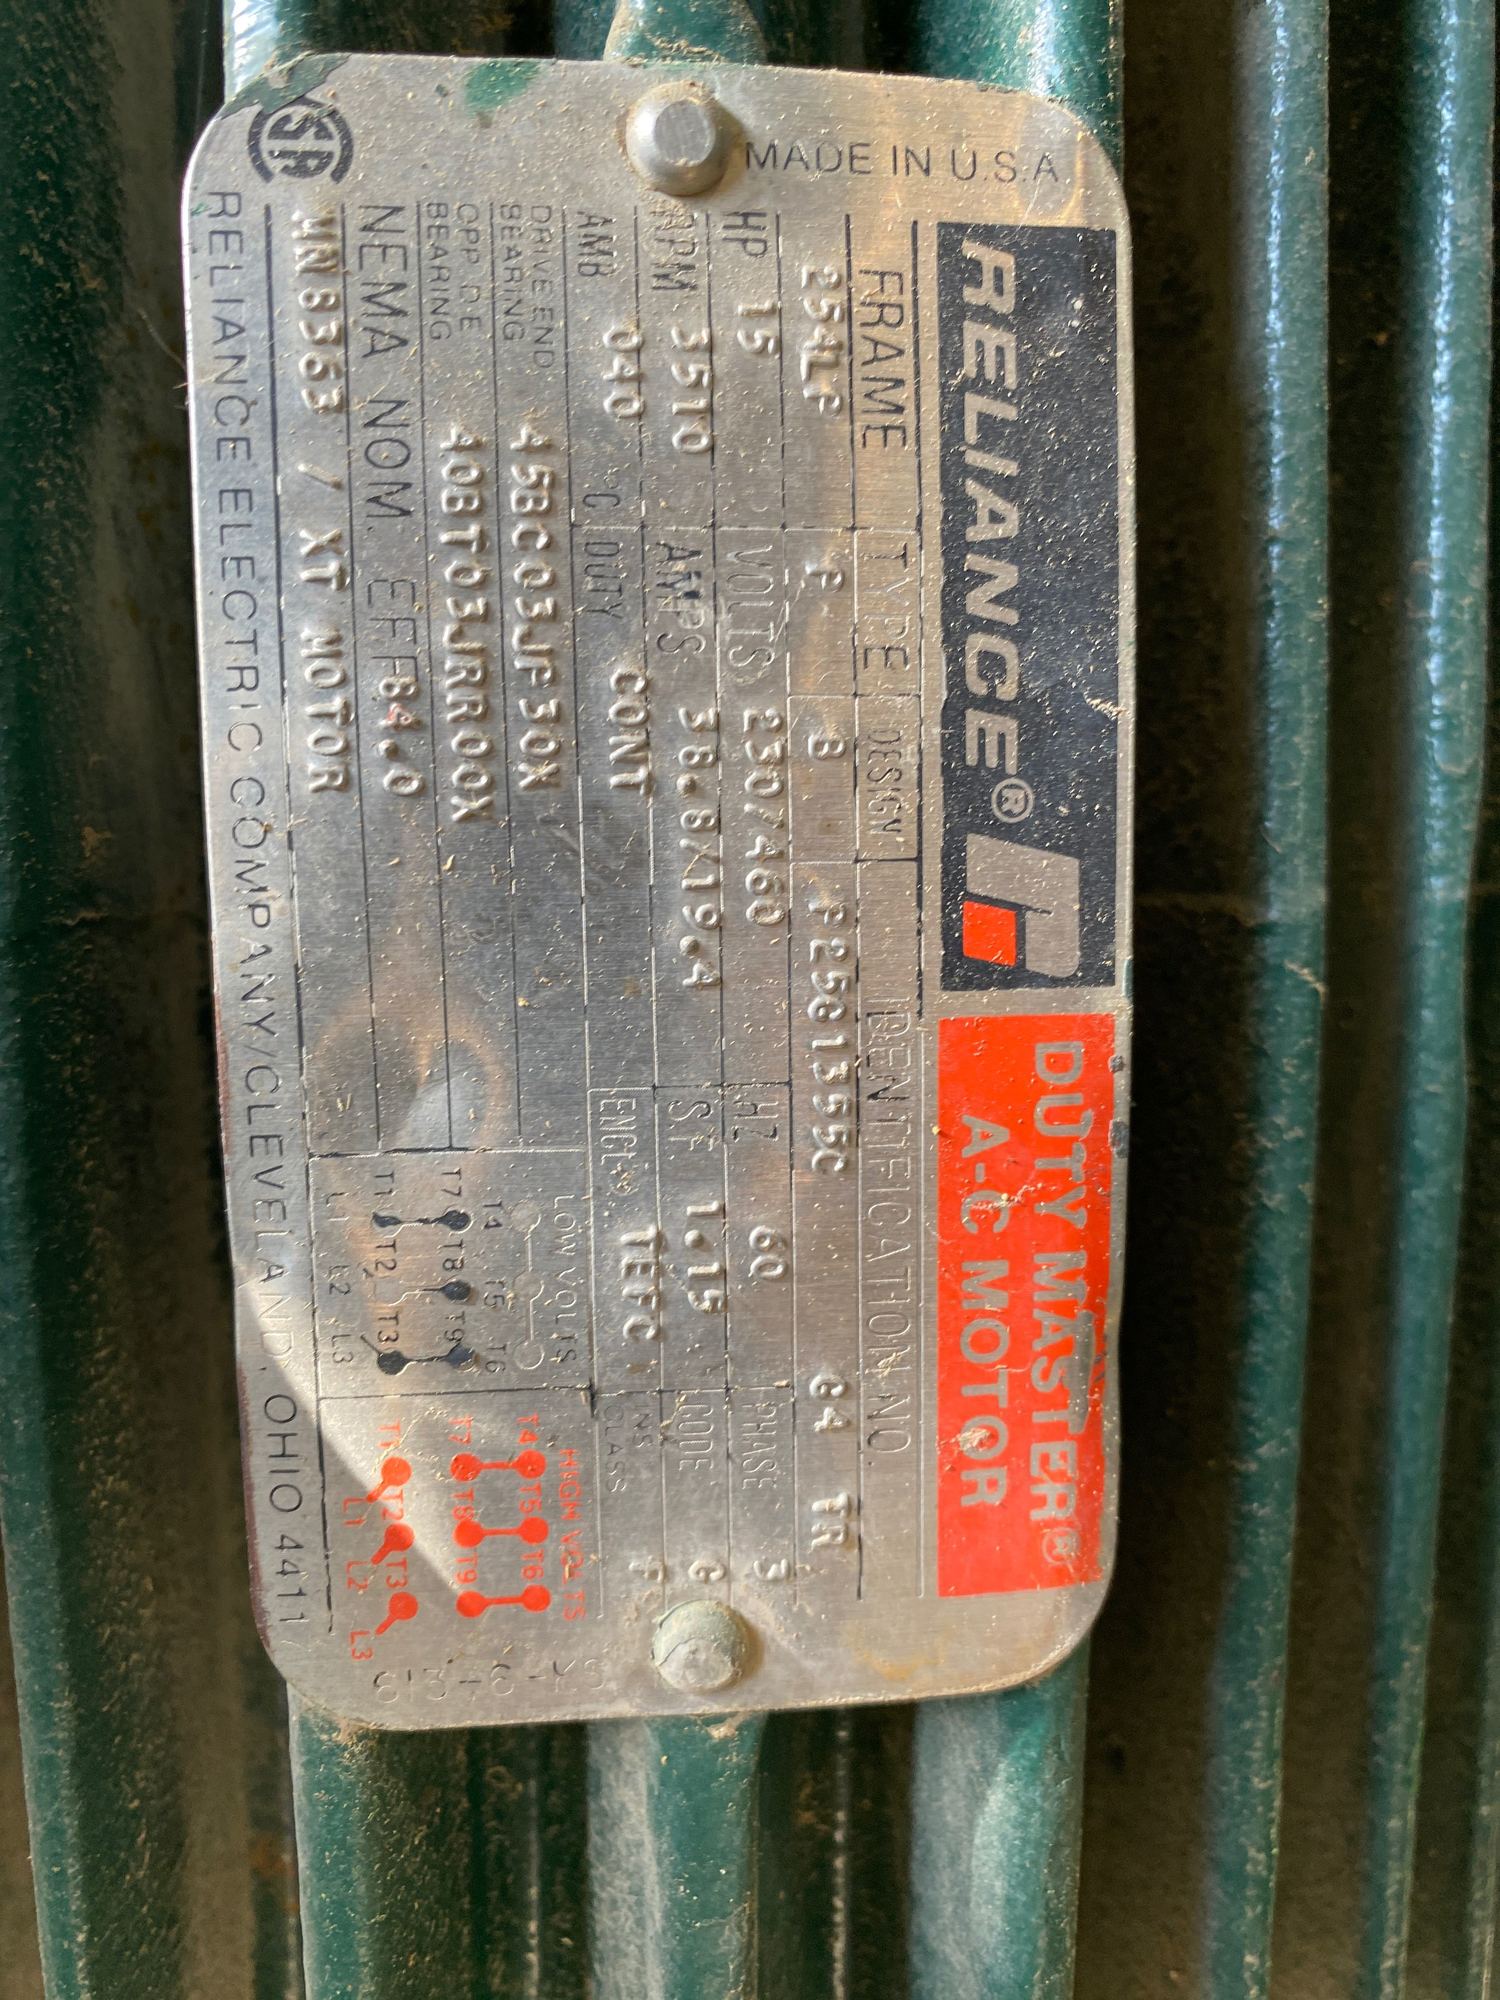 RELIANCE®
DUTY MASTER®
A-C MOTOR
MADE IN U.S.A.
FRAME TYPE DESIGN IDENTIFICATION NO.
P B G4 TR
HP 15 VOLTS 230/460 HZ 60 PHASE 3
RPM 3510 AMPS 38.8/19.4 S.F. 1.15 CODE G
AMB 040 °C DUTY CONT ENCL TEFC INS CLASS F
DRIVE END BEARING 45BC03JP30X
OPP DE BEARING 40BT03JRR00X
NEMA NOM. EFF 84.0
MN 8363 / XT MOTOR
LOW VOLTS
T4 T5 T6
T7 T8 T9
T1 T2 T3
L1 L2 L3
HIGH VOLTS
T4 T5 T6
T7 T8 T9
T1 T2 T3
L1 L2 L3
RELIANCE ELECTRIC COMPANY/CLEVELAND, OHIO 4411